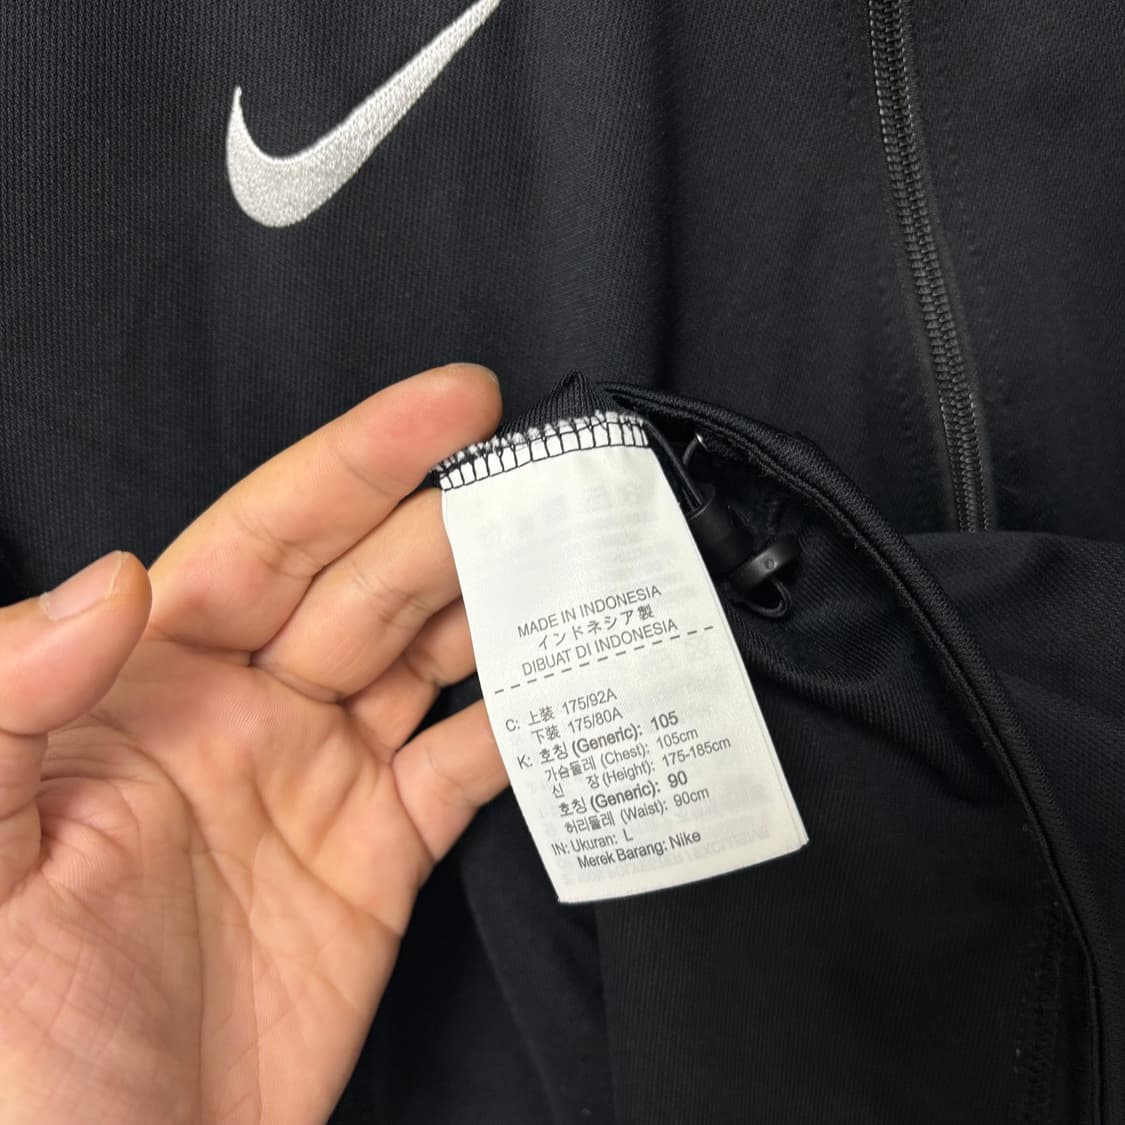 MADE IN INDONESIA
インドネシア製
DIBUAT DI INDONESIA
C: 上装 175/92A
下装 175/80A
K: 호칭 (Generic): 105
가슴둘레 (Chest): 105cm
신 장 (Height): 175-185cm
호칭 (Generic): 90
허리둘레 (Waist): 90cm
IN: Ukuran: L
Merek Barang: Nike